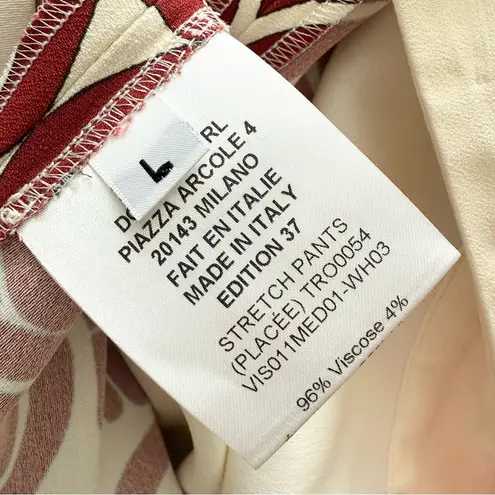 L
PIAZZA ARCOLE 4
20143 MILANO
FAIT EN ITALIE
MADE IN ITALY
EDITION 37
STRETCH PANTS
(PLACÉE) TRO0054
VIS011MED01-WH03
96% Viscose 4%